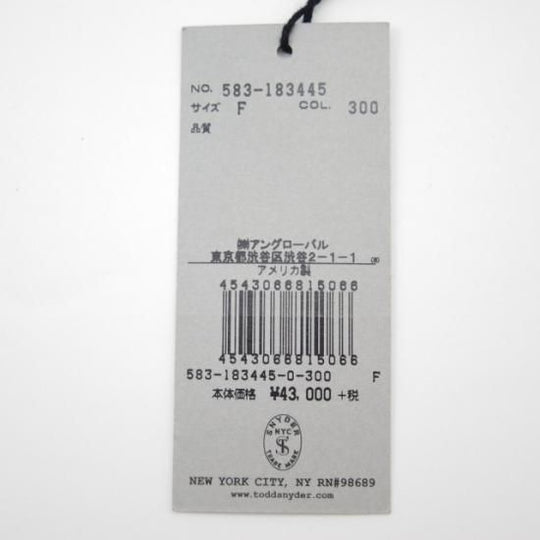 NO. 583-183445
サイズ F COL. 300
品質
㈱アングローバル
東京都渋谷区渋谷2-1-1 ®
アメリカ製
4543066815066
4543066815066
583-183445-0-300 F
本体価格 ¥43,000 +税
SNYDER
NYC
TS
TRADE MARK
NEW YORK CITY, NY RN#98689
www.toddsnyder.com